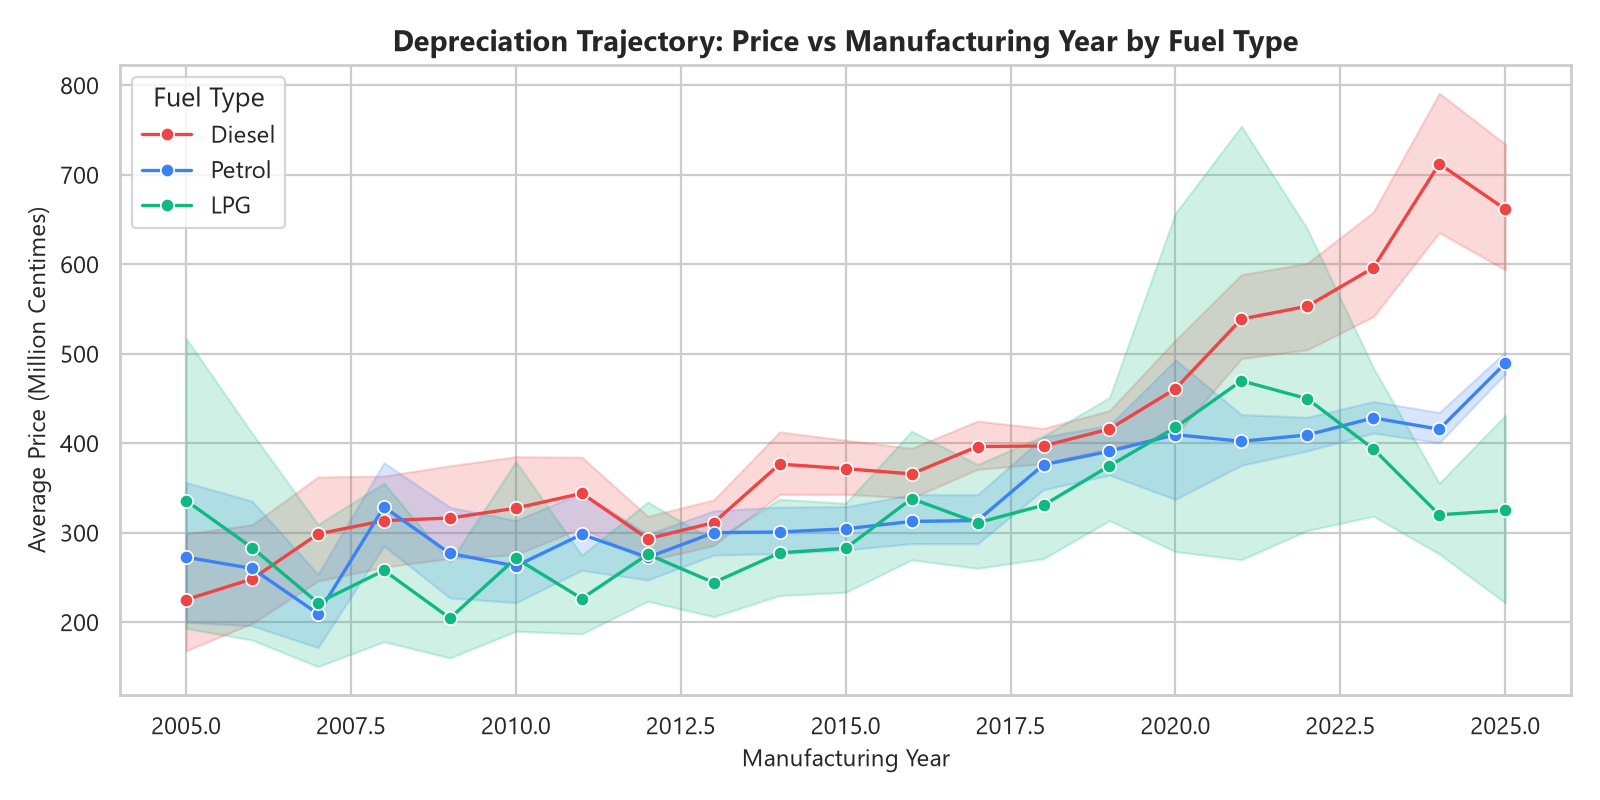 Depreciation Trajectory: Price vs Manufacturing Year by Fuel Type
Average Price (Million Centimes)
800
700
600
500
400
300
200
Fuel Type
Diesel
Petrol
LPG
2005.0 2007.5 2010.0 2012.5 2015.0 2017.5 2020.0 2022.5 2025.0
Manufacturing Year